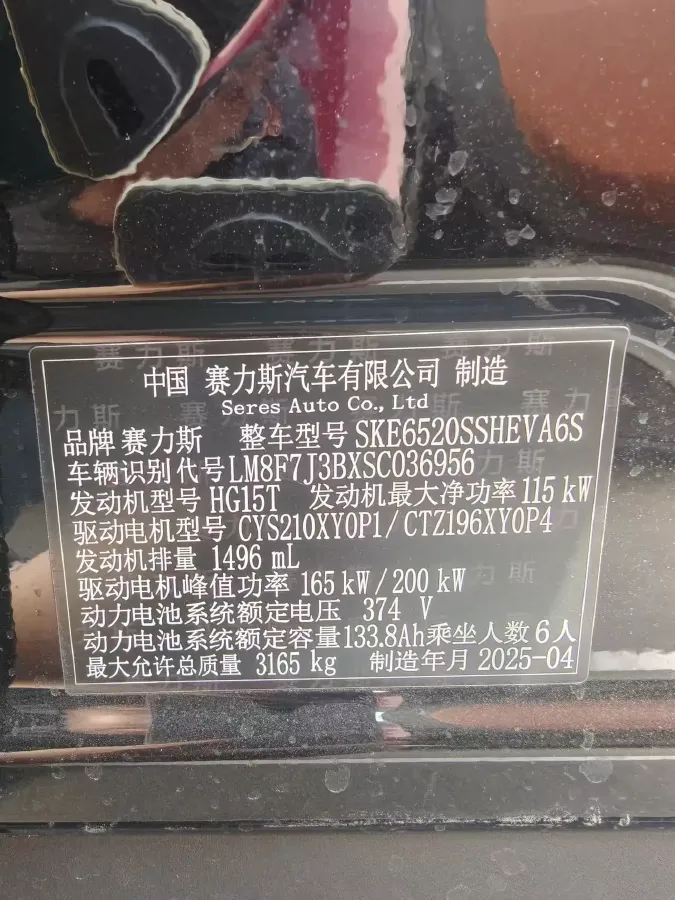 中国 赛力斯汽车有限公司 制造
Seres Auto Co., Ltd
品牌 赛力斯 整车型号 SKE6520SSHEVA6S
车辆识别代号 LM8F7J3BXSC036956
发动机型号 HG15T 发动机最大净功率 115 kW
驱动电机型号 CYS210XY0P1/CTZ196XY0P4
发动机排量 1496 mL
驱动电机峰值功率 165 kW/200 kW
动力电池系统额定电压 374 V
动力电池系统额定容量 133.8Ah 乘坐人数 6人
最大允许总质量 3165 kg 制造年月 2025-04